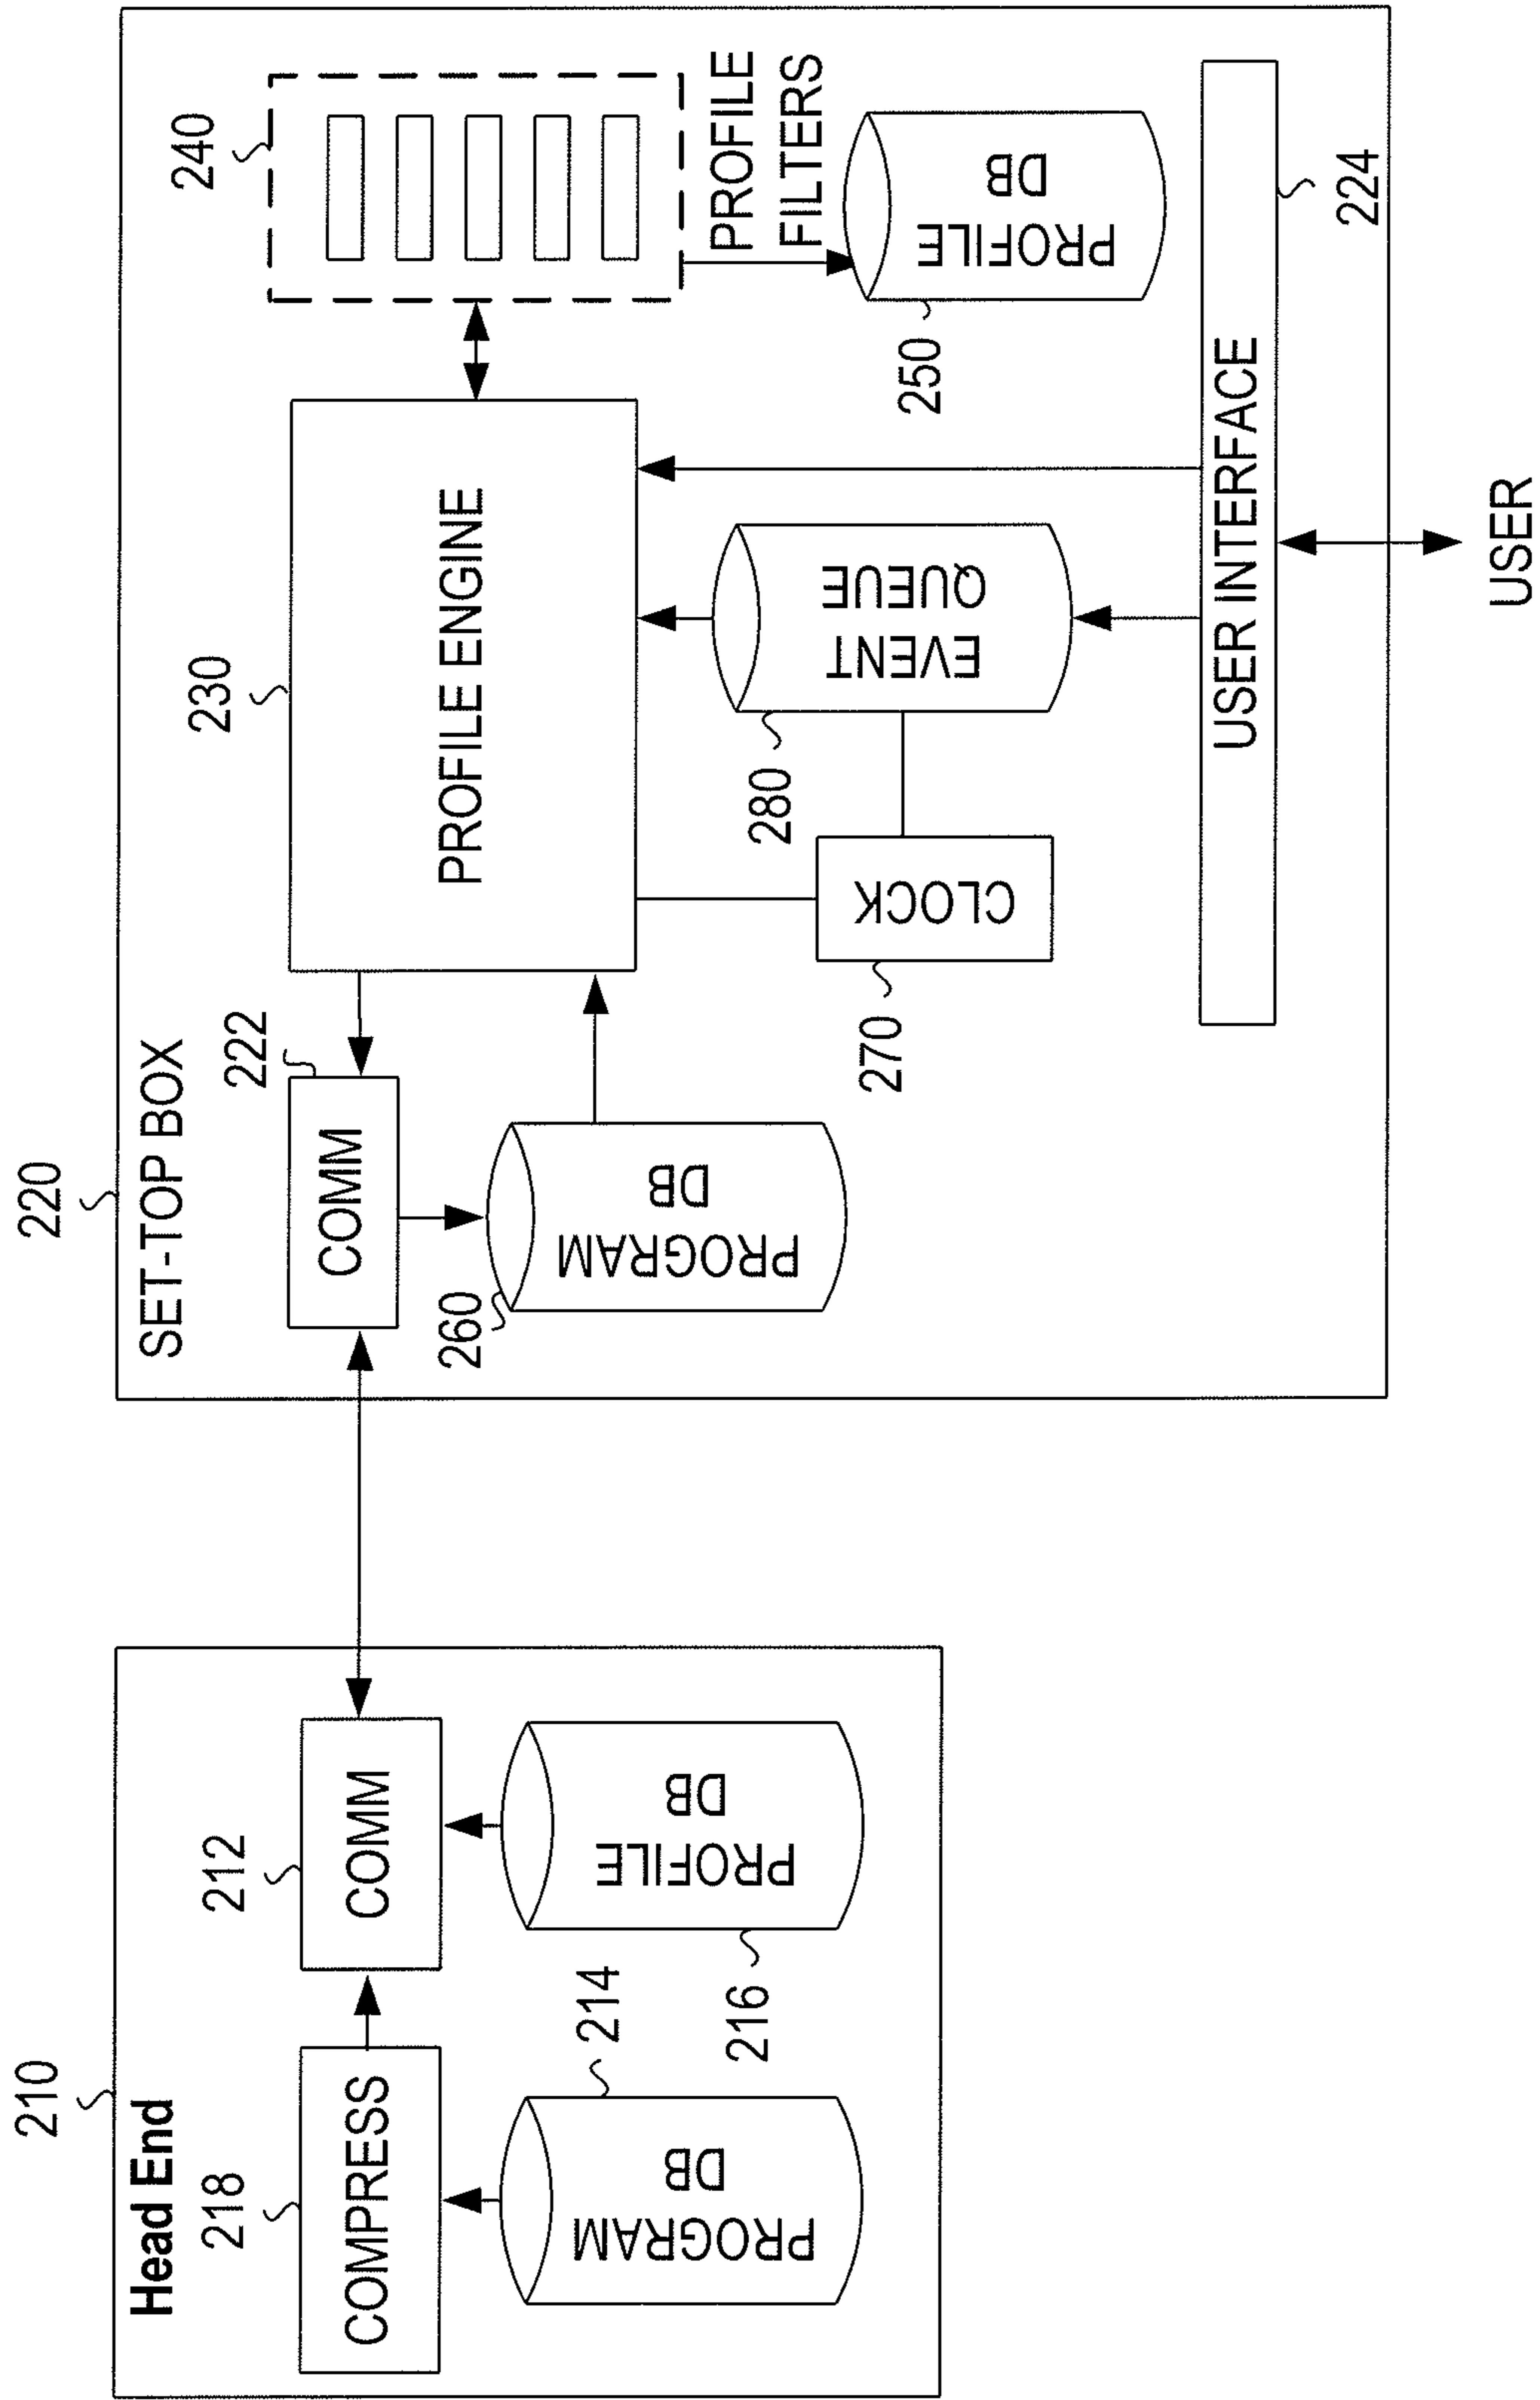 210
Head End
218
COMPRESS
212
COMM
214
PROGRAM
DB
216
PROFILE
DB
220
SET-TOP BOX
222
COMM
260
PROGRAM
DB
230
PROFILE ENGINE
240
PROFILE
FILTERS
250
PROFILE
DB
270
CLOCK
280
EVENT
QUEUE
USER INTERFACE
224
USER